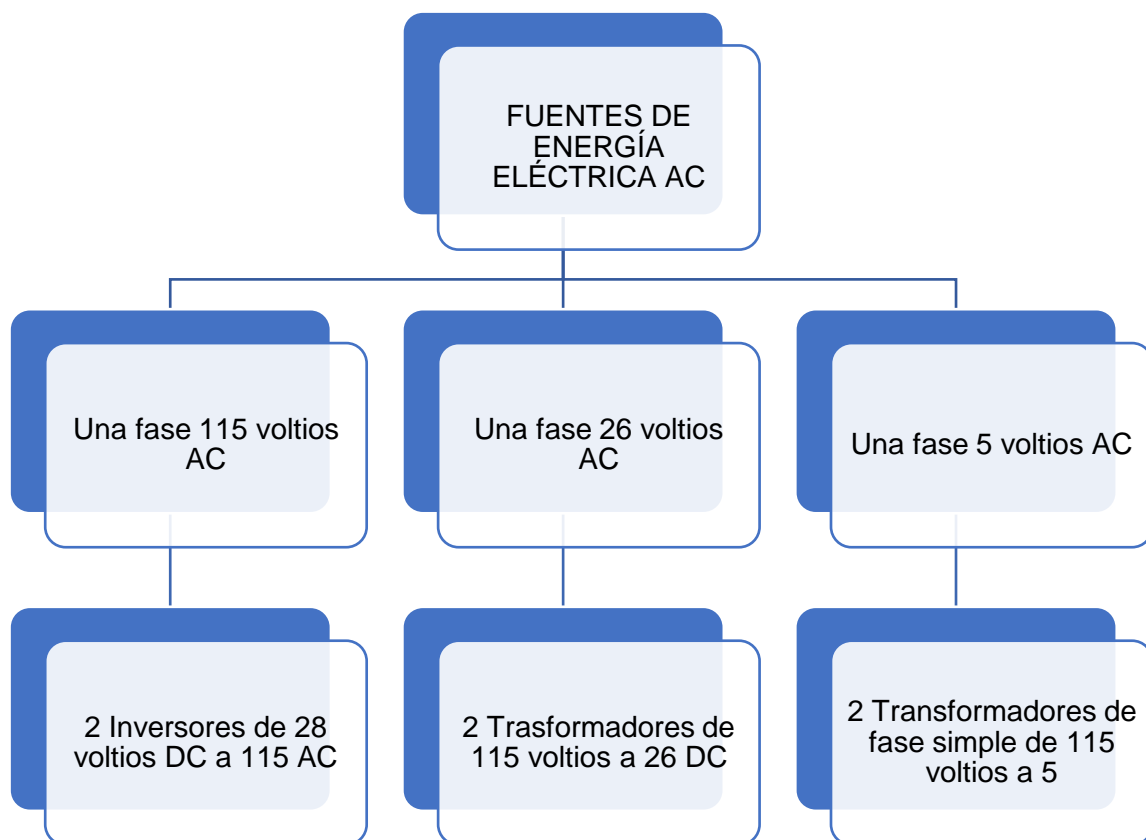 FUENTES DE
ENERGÍA
ELÉCTRICA AC
Una fase 115 voltios
AC
Una fase 26 voltios
AC
Una fase 5 voltios AC
2 Inversores de 28
voltios DC a 115 AC
2 Trasformadores de
115 voltios a 26 DC
2 Transformadores de
fase simple de 115
voltios a 5